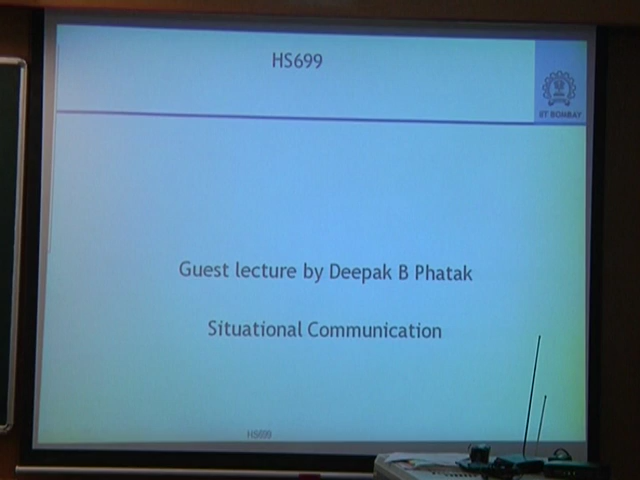 HS699
IIT BOMBAY
Guest lecture by Deepak B Phatak
Situational Communication
HS699